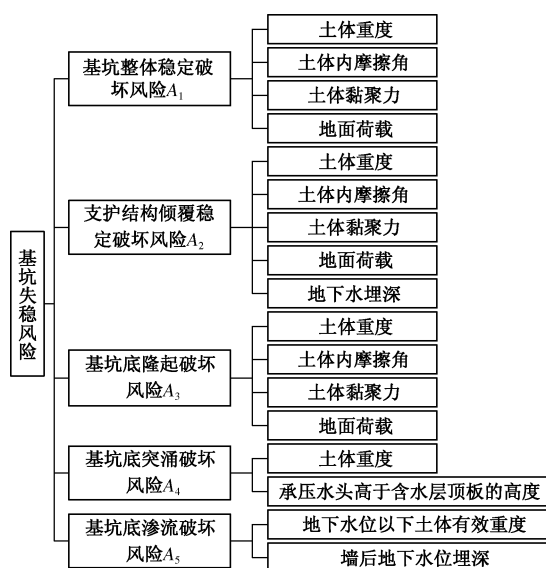 基坑失稳风险
基坑整体稳定破
坏风险A₁
土体重度
土体内摩擦角
土体黏聚力
地面荷载
支护结构倾覆稳
定破坏风险A₂
土体重度
土体内摩擦角
土体黏聚力
地面荷载
地下水埋深
基坑底隆起破坏
风险A₃
土体重度
土体内摩擦角
土体黏聚力
地面荷载
基坑底突涌破坏
风险A₄
土体重度
承压水头高于含水层顶板的高度
基坑底渗流破坏
风险A₅
地下水位以下土体有效重度
墙后地下水位埋深